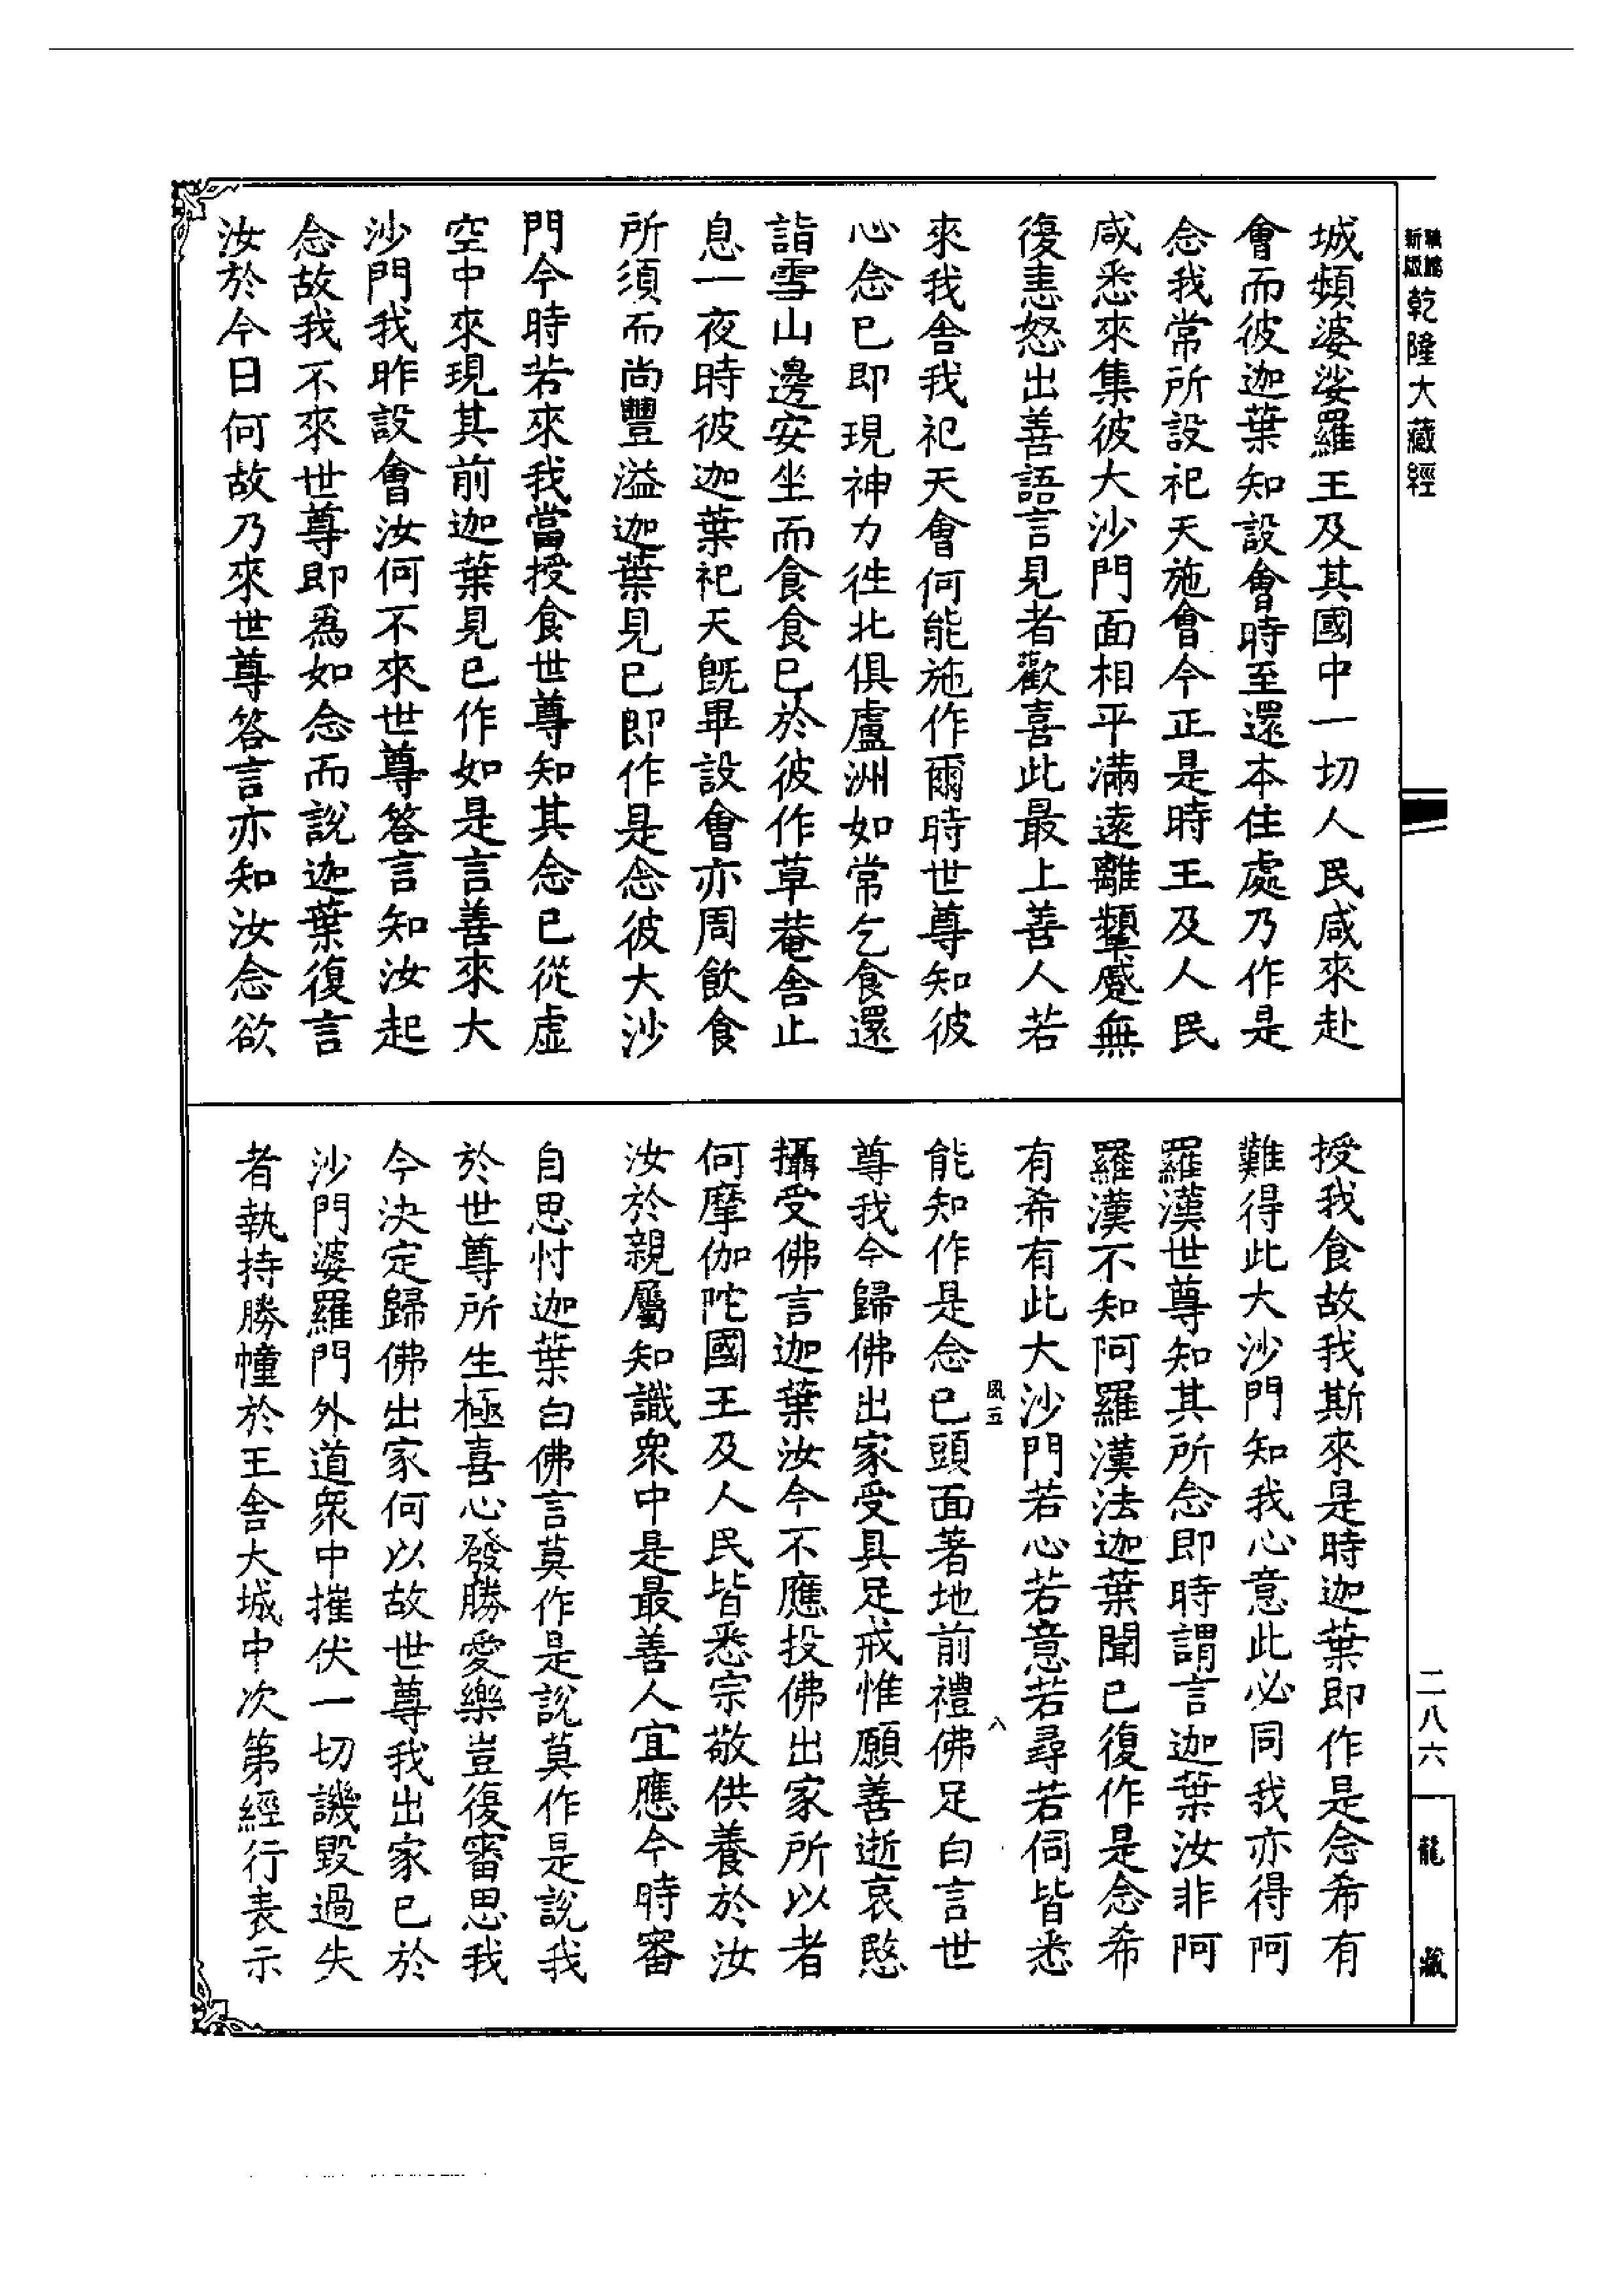 新版
乾隆大藏經
城頻婆娑羅王及其國中一切人民咸來赴
會而彼迦葉知設會時至還本住處乃作是
念我常所設祀天施會今正是時王及人民
咸悉來集彼大沙門面相平滿遠離顰蹙無
復恚怒出善語言見者歡喜此最上善人若
來我舍我祀天會何能施作爾時世尊知彼
心念已即現神力徃北俱盧洲如常乞食還
詣雪山邊安坐而食食已於彼作草菴舍止
息一夜時彼迦葉祀天既畢設會亦周飲食
所須而尚豐溢迦葉見已即作是念彼大沙
門今時若來我當授食世尊知其念已從虛
空中來現其前迦葉見已作如是言善來大
沙門我昨設會汝何不來世尊答言知汝起
念故我不來世尊即為如念而說迦葉復言
汝於今日何故乃來世尊答言亦知汝念欲
授我食故我斯來是時迦葉即作是念希有
難得此大沙門知我心意此必同我亦得阿
羅漢世尊知其所念即時謂言迦葉汝非阿
羅漢不知阿羅漢法迦葉聞已復作是念希
有希有此大沙門若心若意若尋若伺皆悉
風五
八
能知作是念已頭面著地前禮佛足白言世
尊我今歸佛出家受具足戒惟願善逝哀愍
攝受佛言迦葉汝今不應投佛出家所以者
何摩伽陀國王及人民皆悉宗敬供養於汝
汝於親屬知識衆中是最善人宜應今時審
自思忖迦葉白佛言莫作是說莫作是說我
於世尊所生極喜心發勝愛樂豈復審思我
今決定歸佛出家何以故世尊我出家已於
沙門婆羅門外道衆中摧伏一切譏毀過失
者執持勝幢於王舍大城中次第經行表示
二八六
龍藏